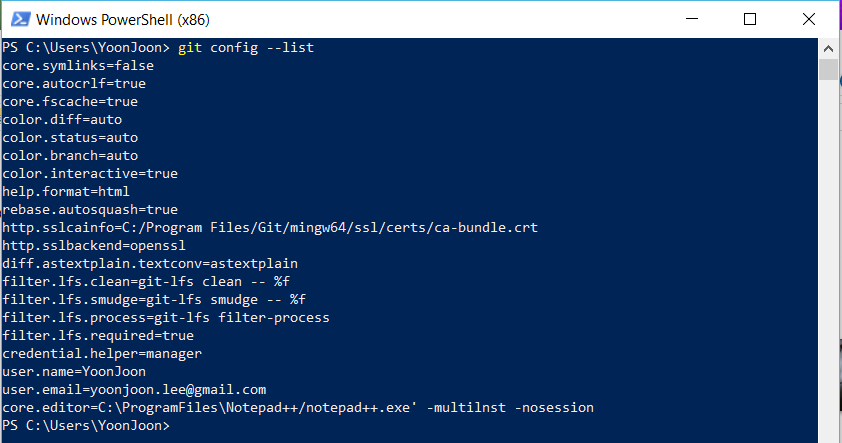 Windows PowerShell (x86)
PS C:\Users\YoonJoon> git config --list
core.symlinks=false
core.autocrlf=true
core.fscache=true
color.diff=auto
color.status=auto
color.branch=auto
color.interactive=true
help.format=html
rebase.autosquash=true
http.sslcainfo=C:/Program Files/Git/mingw64/ssl/certs/ca-bundle.crt
http.sslbackend=openssl
diff.astextplain.textconv=astextplain
filter.lfs.clean=git-lfs clean -- %f
filter.lfs.smudge=git-lfs smudge -- %f
filter.lfs.process=git-lfs filter-process
filter.lfs.required=true
credential.helper=manager
user.name=YoonJoon
user.email=yoonjoon.lee@gmail.com
core.editor=C:\ProgramFiles\Notepad++/notepad++.exe' -multilnst -nosession
PS C:\Users\YoonJoon>